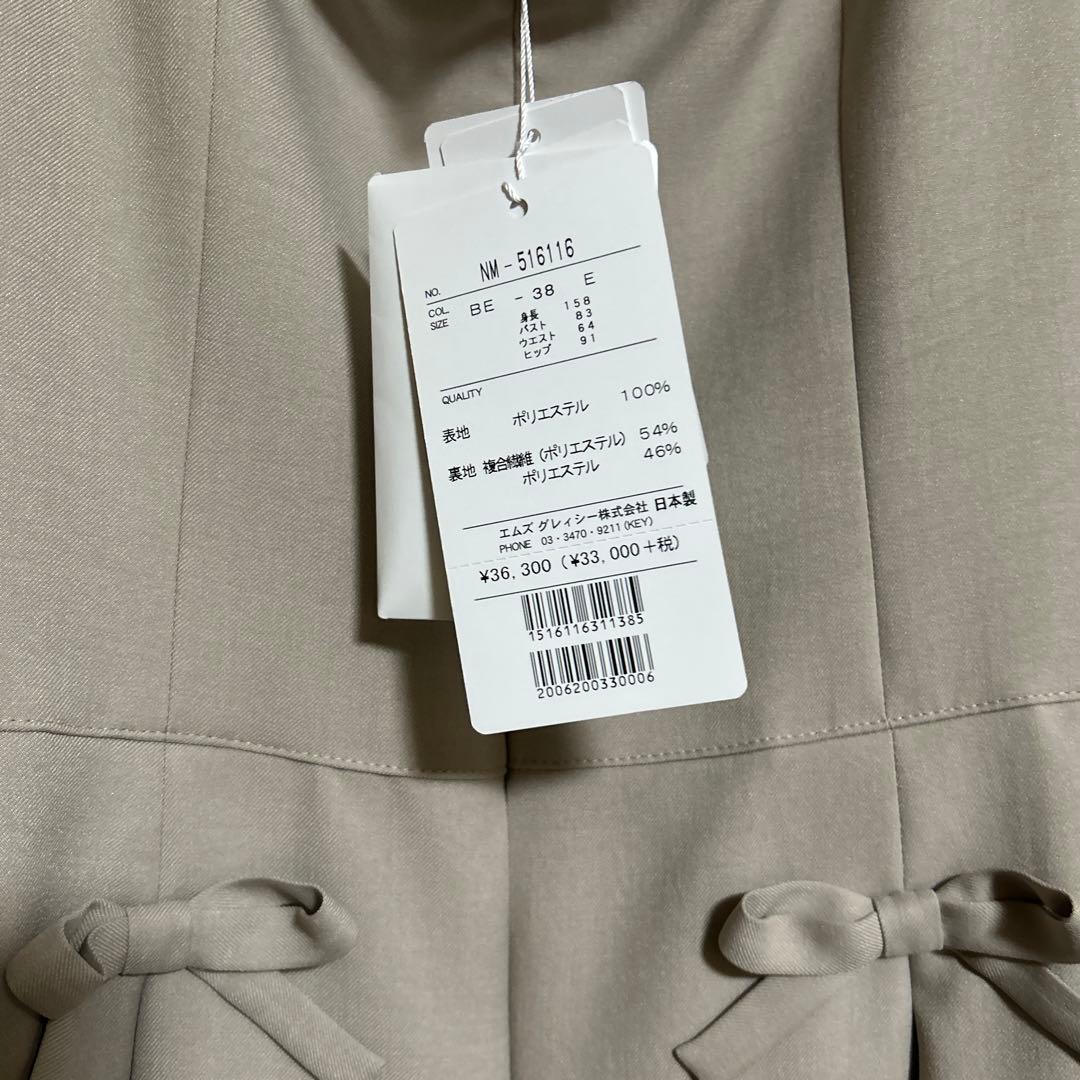 NO. NM-516116
COL. SIZE BE - 38 E
身長 158
バスト 83
ウエスト 64
ヒップ 91
QUALITY
表地 ポリエステル 100%
裏地 複合繊維(ポリエステル) 54%
ポリエステル 46%
エムズ グレィシー株式会社 日本製
PHONE 03・3470・9211(KEY)
¥36,300(¥33,000+税)
1516116311385
2006200330006